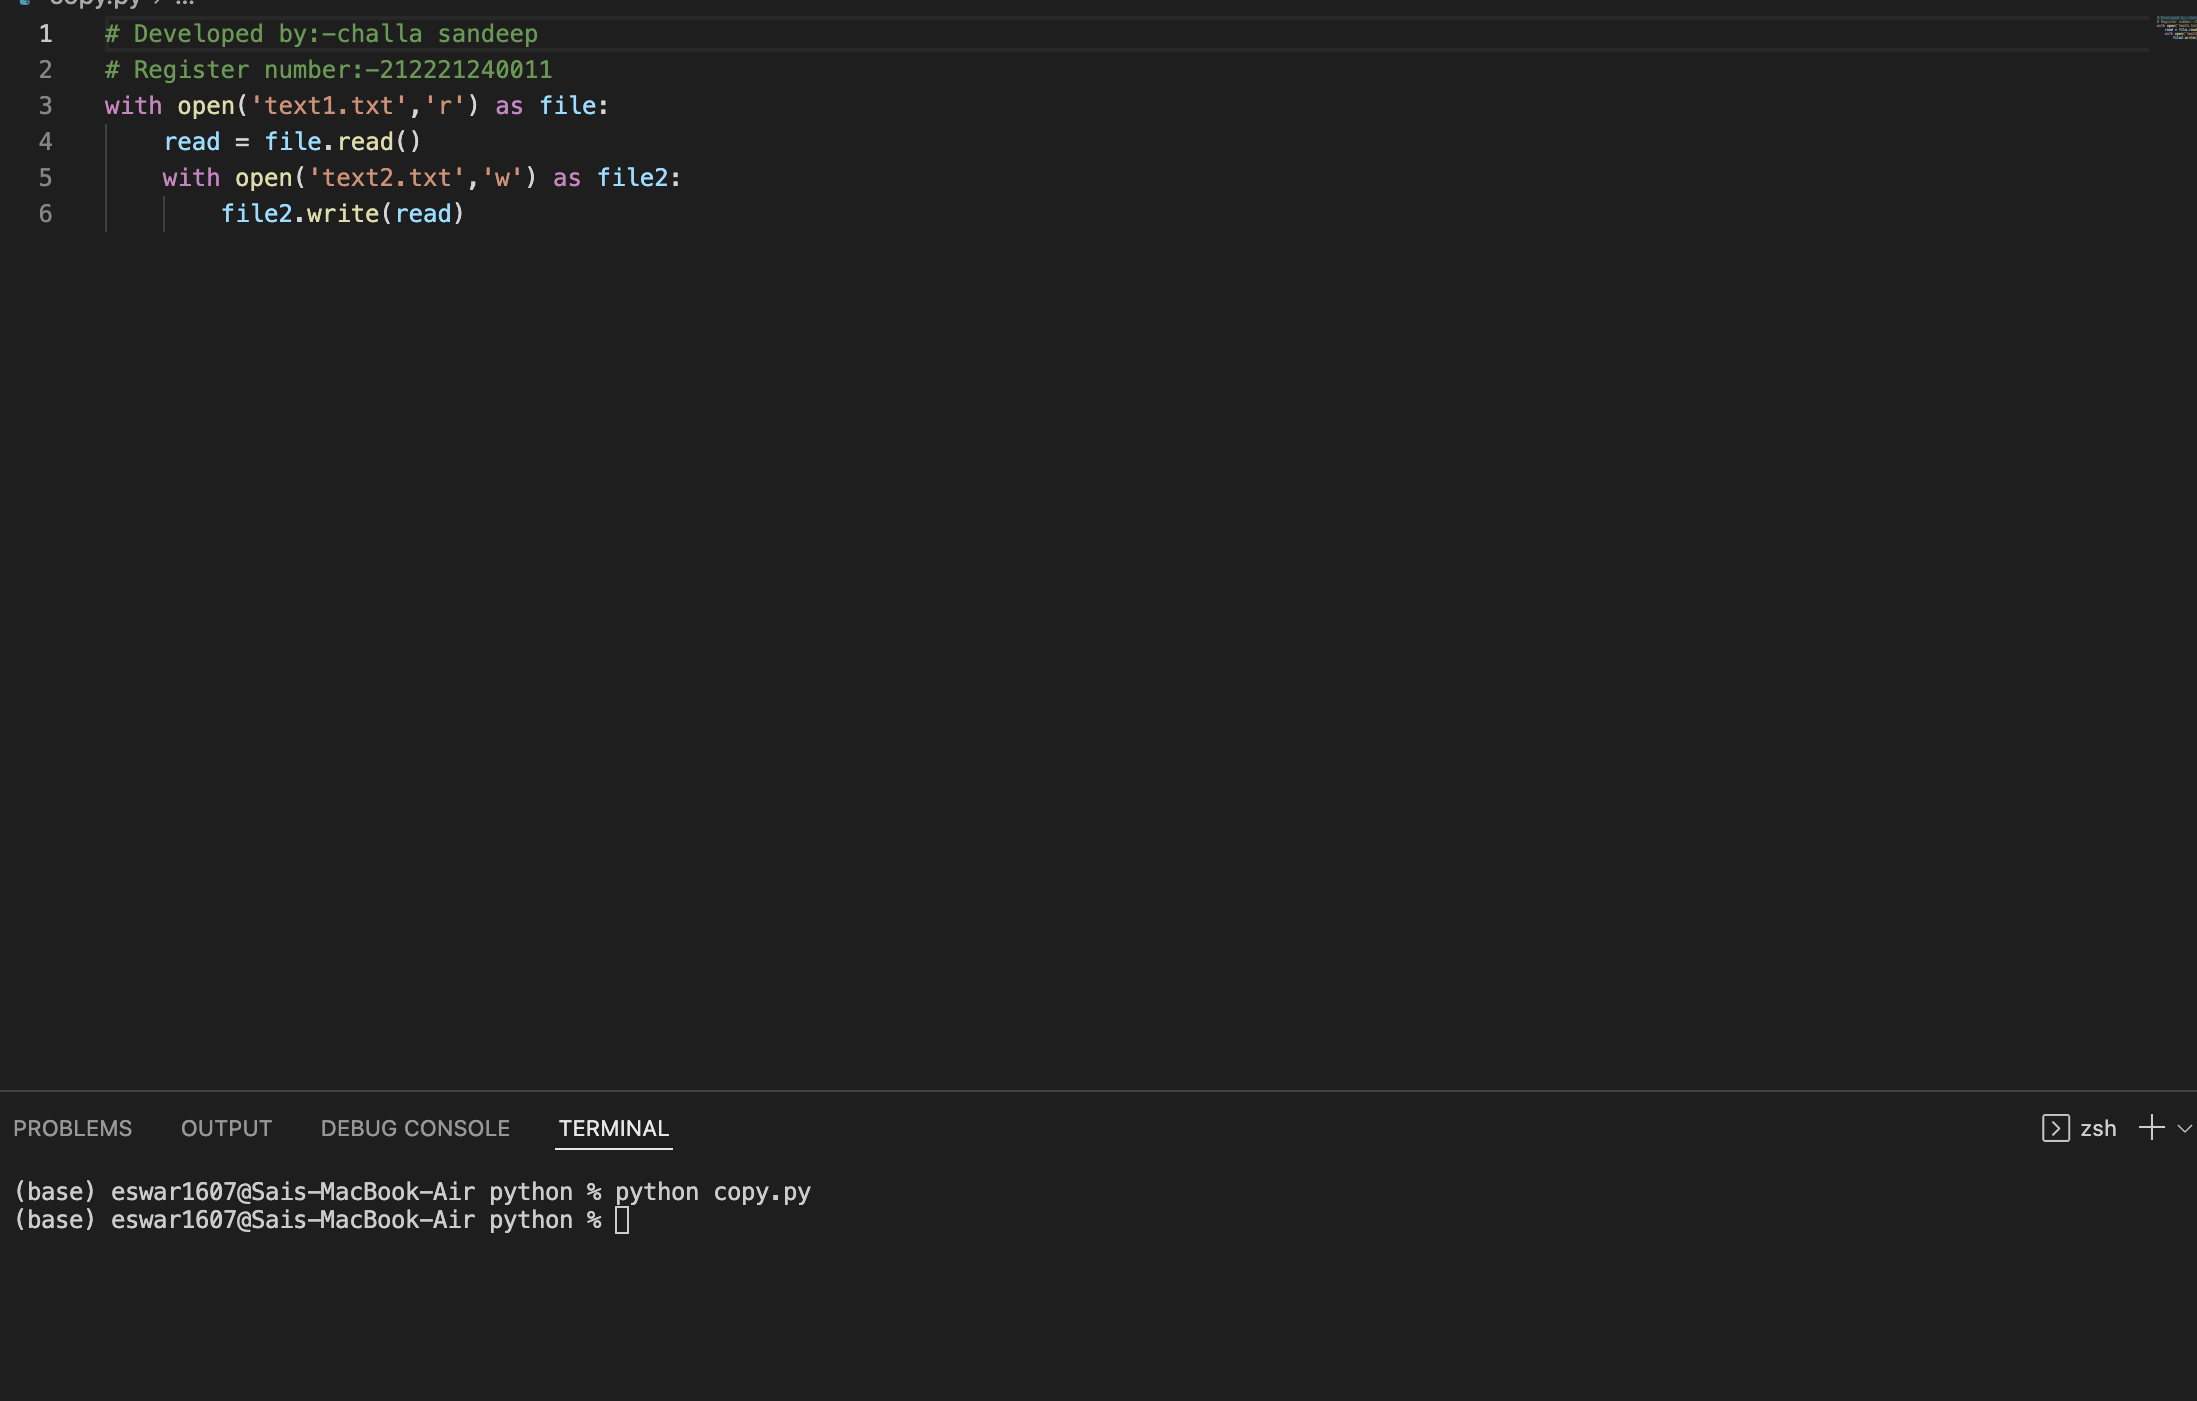 copy.py > ...
1 # Developed by:-challa sandeep
2 # Register number:-212221240011
3 with open('text1.txt','r') as file:
4 read = file.read()
5 with open('text2.txt','w') as file2:
6 file2.write(read)
PROBLEMS OUTPUT DEBUG CONSOLE TERMINAL zsh
(base) eswar1607@Sais-MacBook-Air python % python copy.py
(base) eswar1607@Sais-MacBook-Air python %